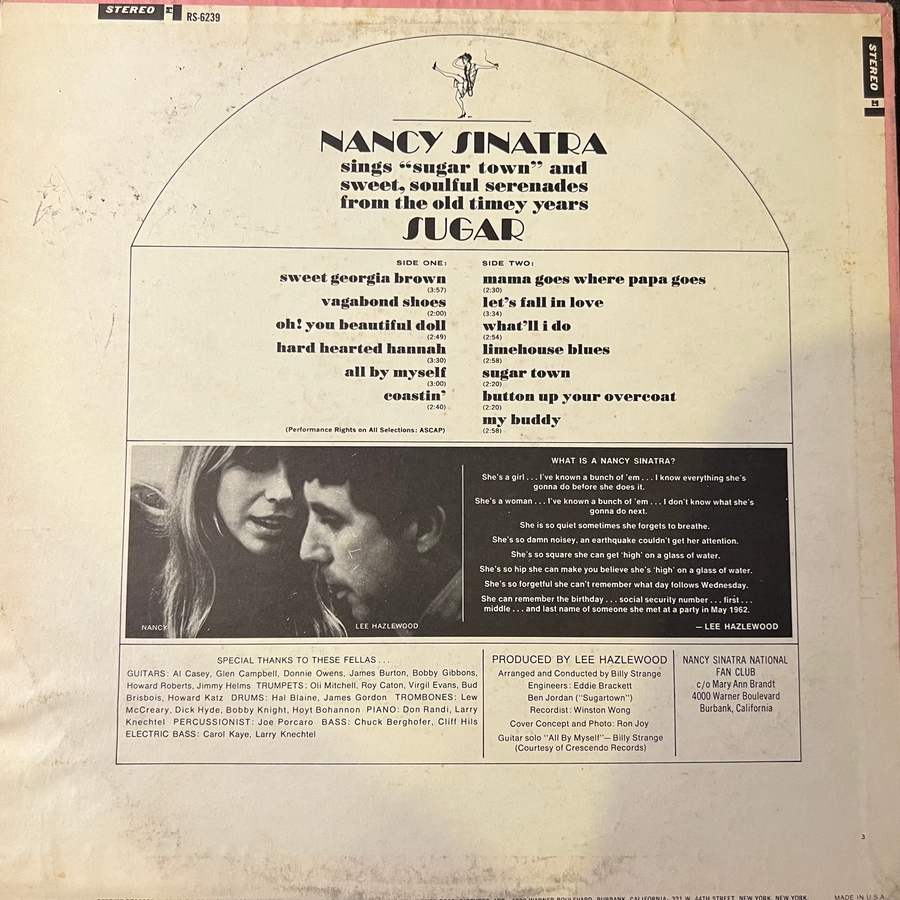 STEREO
RS-6239
STEREO
NANCY SINATRA
sings “sugar town” and
sweet, soulful serenades
from the old timey years
SUGAR
SIDE ONE:
sweet georgia brown
(3:57)
vagabond shoes
(2:00)
oh! you beautiful doll
(2:49)
hard hearted hannah
(3:30)
all by myself
(3:00)
coastin’
(2:40)
(Performance Rights on All Selections: ASCAP)
SIDE TWO:
mama goes where papa goes
(2:30)
let’s fall in love
(3:34)
what’ll i do
(2:54)
limehouse blues
(2:58)
sugar town
(2:20)
button up your overcoat
(2:20)
my buddy
(2:58)
NANCY
LEE HAZLEWOOD
WHAT IS A NANCY SINATRA?
She’s a girl . . . I’ve known a bunch of ’em . . . I know everything she’s
gonna do before she does it.
She’s a woman . . . I’ve known a bunch of ’em . . . I don’t know what she’s
gonna do next.
She is so quiet sometimes she forgets to breathe.
She’s so damn noisey, an earthquake couldn’t get her attention.
She’s so square she can get ‘high’ on a glass of water.
She’s so hip she can make you believe she’s ‘high’ on a glass of water.
She’s so forgetful she can’t remember what day follows Wednesday.
She can remember the birthday . . . social security number . . . first . . .
middle . . . and last name of someone she met at a party in May 1962.
— LEE HAZLEWOOD
SPECIAL THANKS TO THESE FELLAS . . .
GUITARS: Al Casey, Glen Campbell, Donnie Owens, James Burton, Bobby Gibbons,
Howard Roberts, Jimmy Helms TRUMPETS: Oli Mitchell, Roy Caton, Virgil Evans, Bud
Brisbois, Howard Katz DRUMS: Hal Blaine, James Gordon TROMBONES: Lew
McCreary, Dick Hyde, Bobby Knight, Hoyt Bohannon PIANO: Don Randi, Larry
Knechtel PERCUSSIONIST: Joe Porcaro BASS: Chuck Berghofer, Cliff Hils
ELECTRIC BASS: Carol Kaye, Larry Knechtel
PRODUCED BY LEE HAZLEWOOD
Arranged and Conducted by Billy Strange
Engineers: Eddie Brackett
Ben Jordan (“Sugartown”)
Recordist: Winston Wong
Cover Concept and Photo: Ron Joy
Guitar solo “All By Myself”— Billy Strange
(Courtesy of Crescendo Records)
NANCY SINATRA NATIONAL
FAN CLUB
c/o Mary Ann Brandt
4000 Warner Boulevard
Burbank, California
3
WARNER BOULEVARD, BURBANK, CALIFORNIA; 321 W. 44TH STREET, NEW YORK, NEW YORK
MADE IN U.S.A.